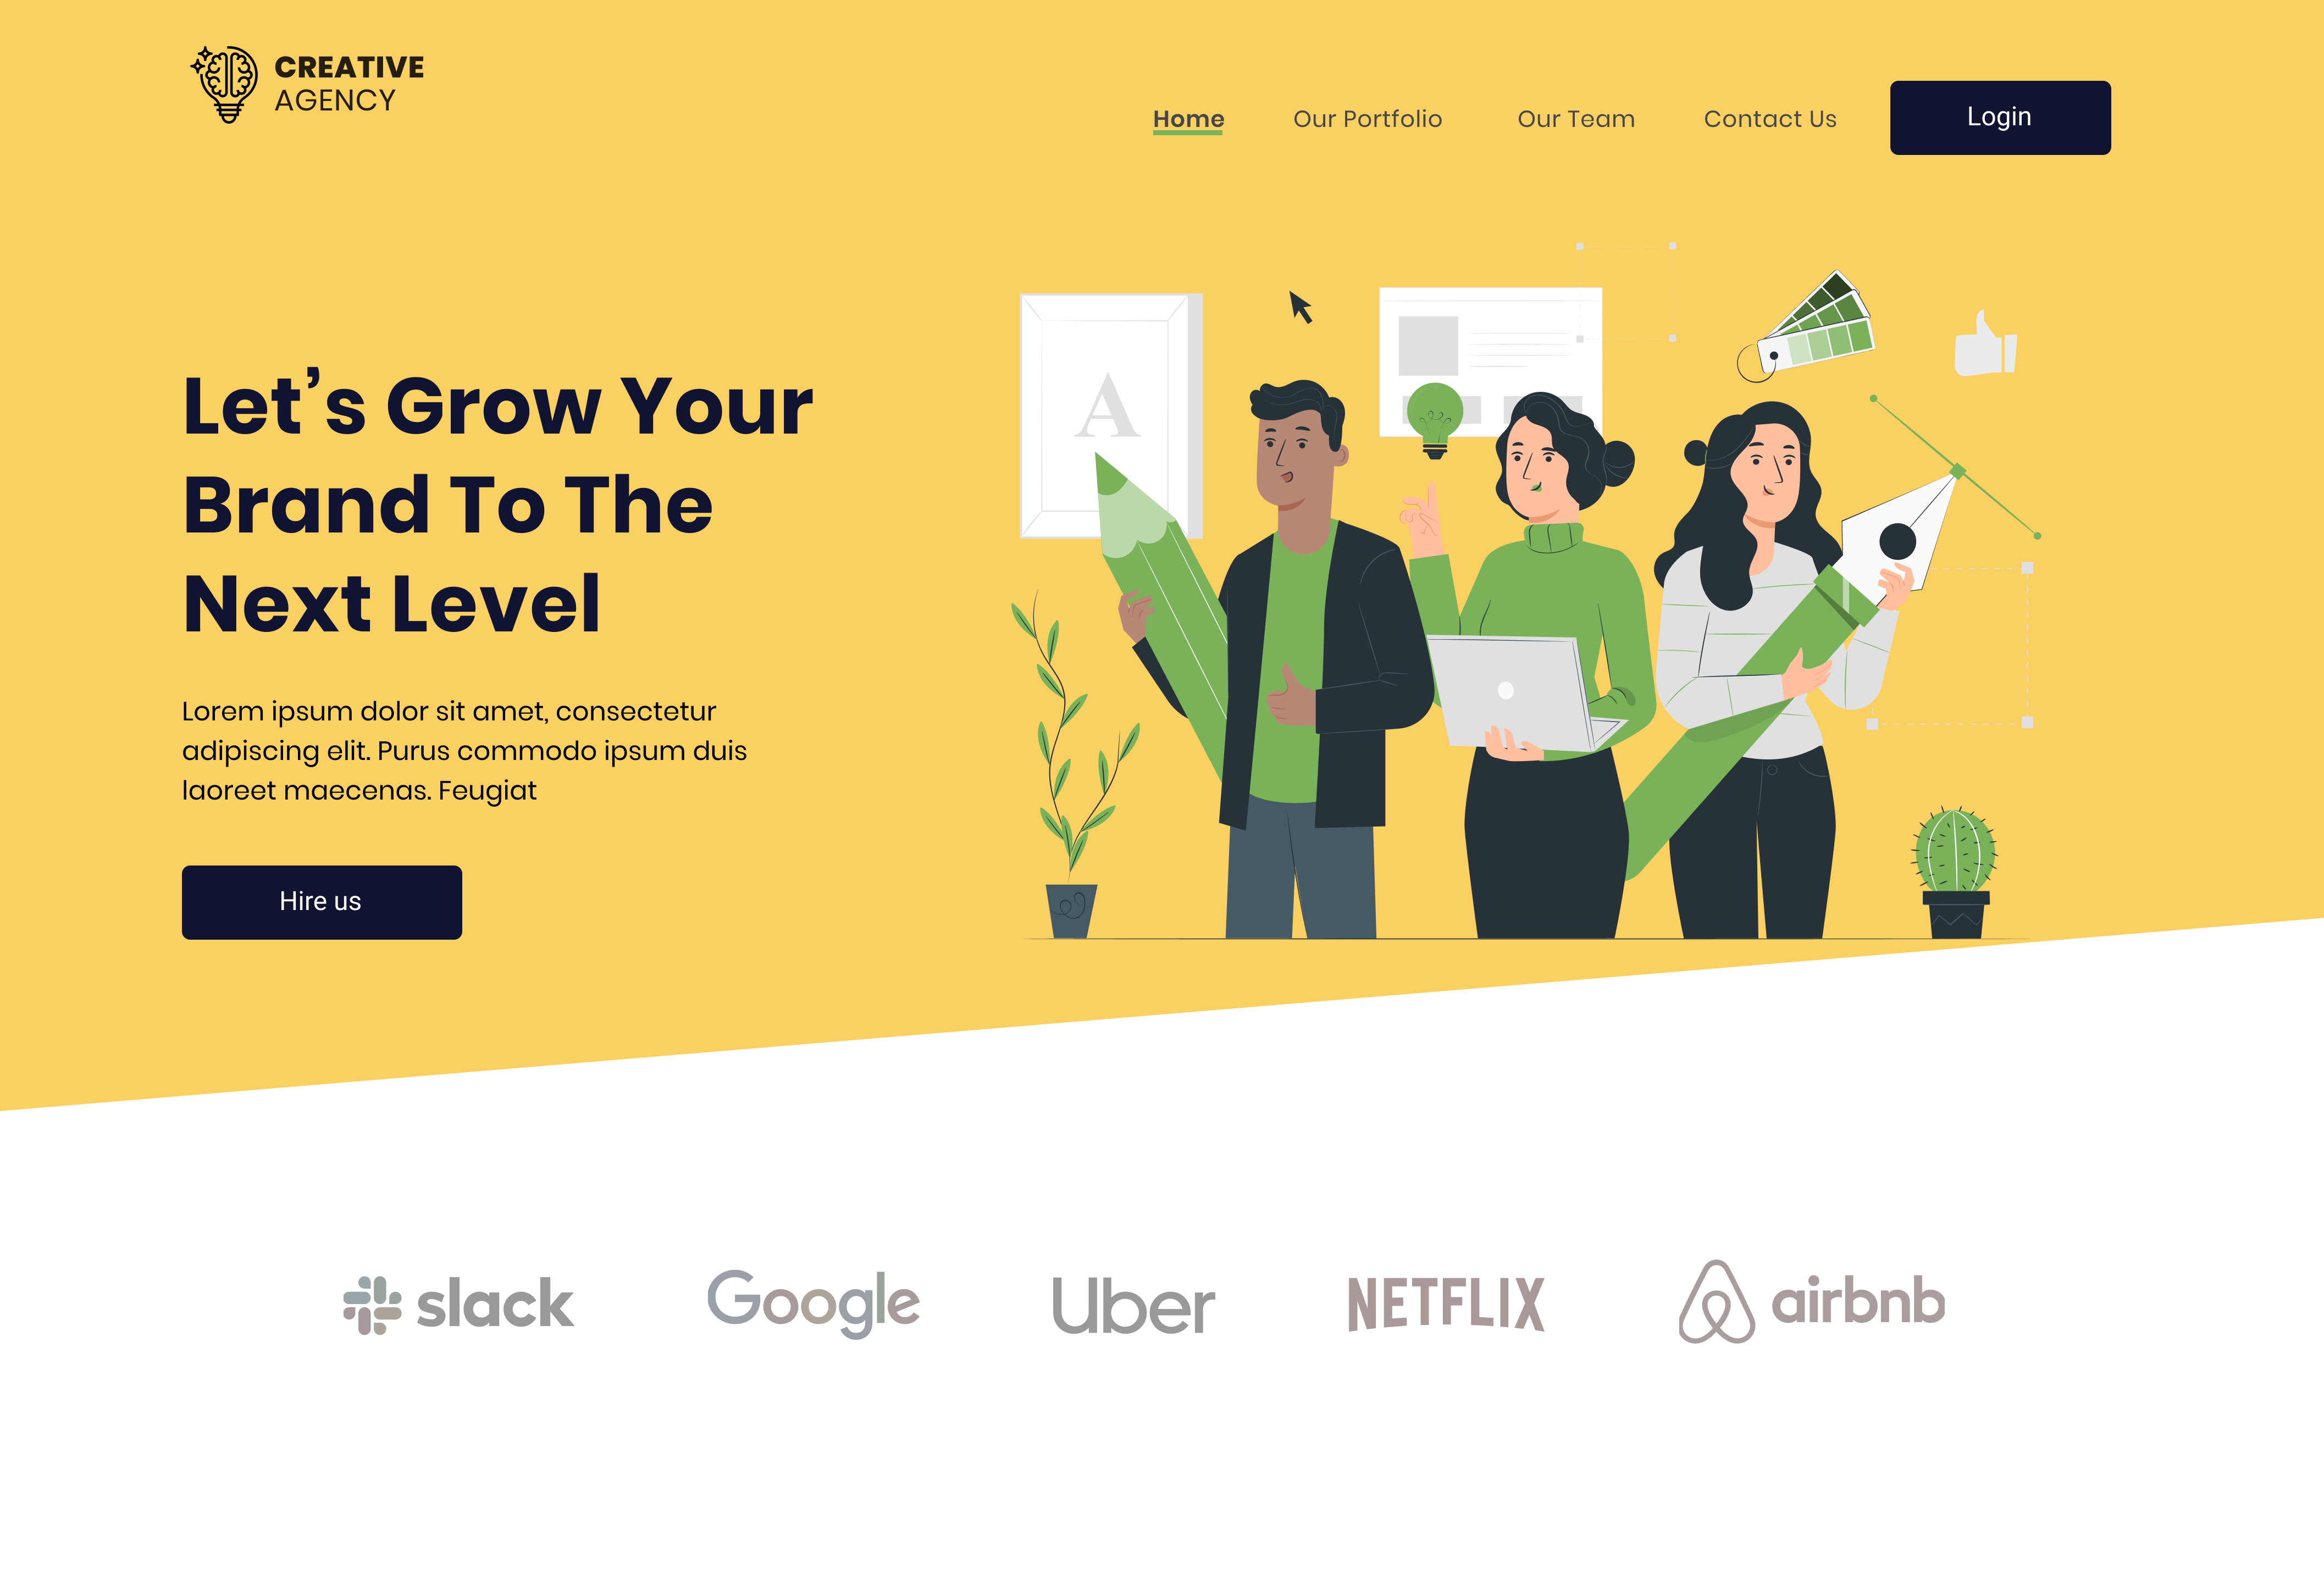 CREATIVE
AGENCY
Home Our Portfolio Our Team Contact Us Login
A
Let’s Grow Your
Brand To The
Next Level
Lorem ipsum dolor sit amet, consectetur
adipiscing elit. Purus commodo ipsum duis
laoreet maecenas. Feugiat
Hire us
slack Google Uber NETFLIX airbnb